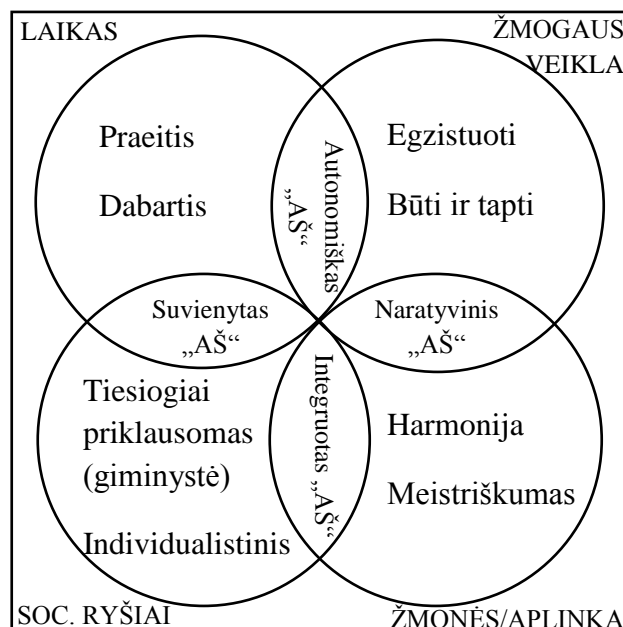 LAIKAS
ŽMOGAUS
VEIKLA
Praeitis
Dabartis
Autonomiškas
„AŠ“
Egzistuoti
Būti ir tapti
Suvienytas
„AŠ“
Naratyvinis
„AŠ“
Tiesiogiai
priklausomas
(giminystė)
Individualistinis
Integruotas „AŠ“
Harmonija
Meistriškumas
SOC. RYŠIAI
ŽMONĖS/APLINKA